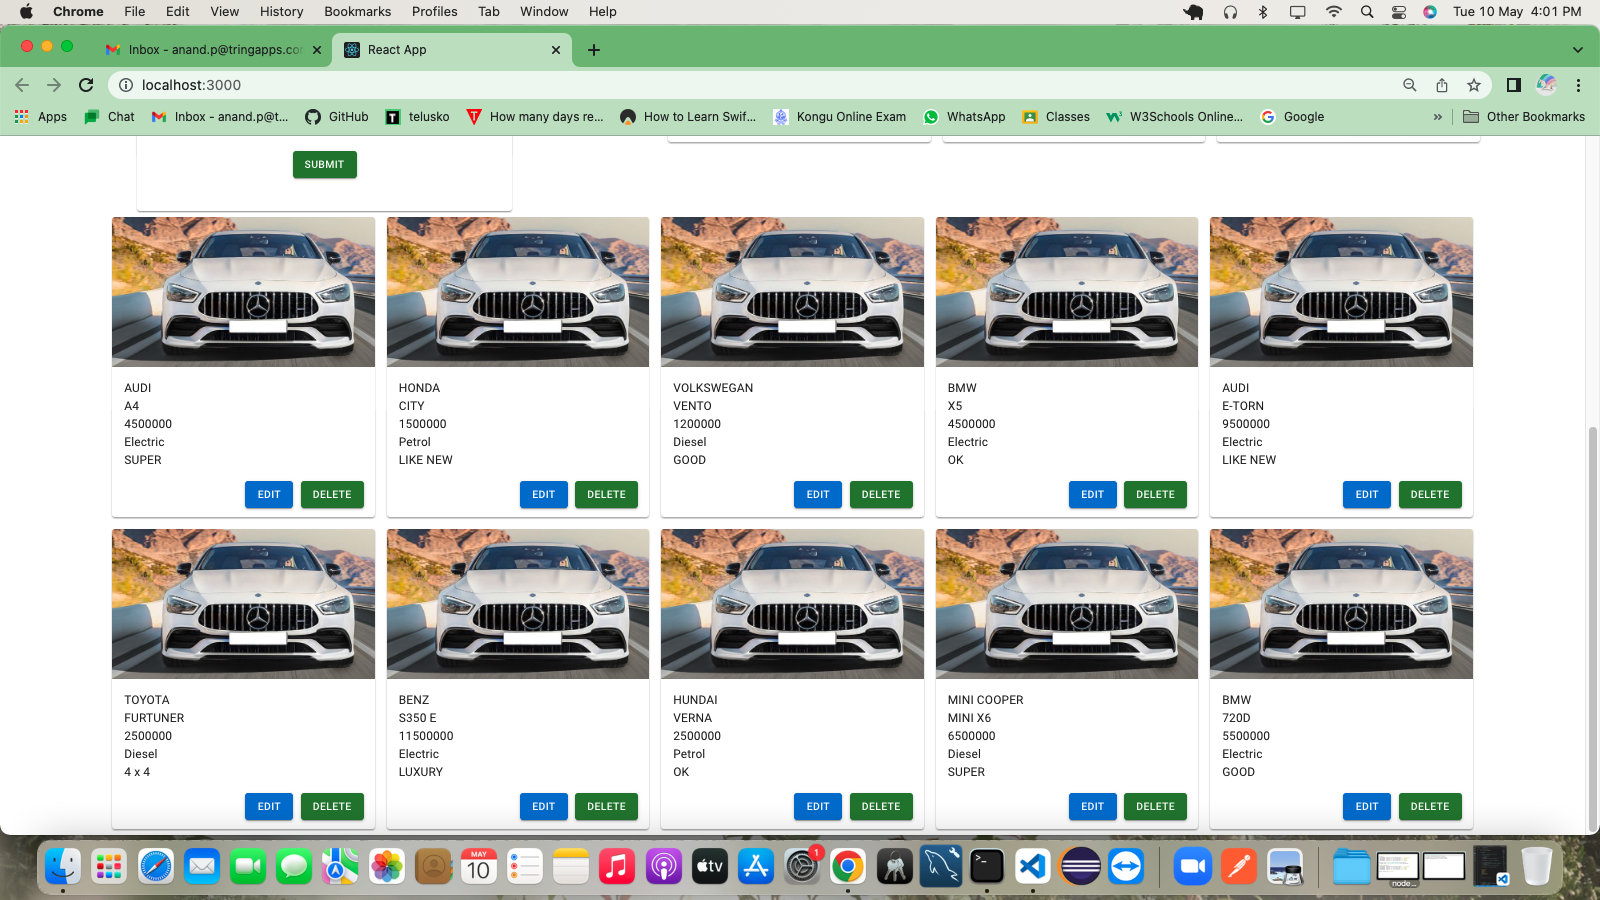 Chrome File Edit View History Bookmarks Profiles Tab Window Help Tue 10 May 4:01 PM
Inbox - anand.p@tringapps.co React App
localhost:3000
Apps Chat Inbox - anand.p@t... GitHub telusko How many days re... How to Learn Swif... Kongu Online Exam WhatsApp Classes W3Schools Online... Google » Other Bookmarks
SUBMIT
AUDI
A4
4500000
Electric
SUPER
EDIT DELETE
HONDA
CITY
1500000
Petrol
LIKE NEW
EDIT DELETE
VOLKSWEGAN
VENTO
1200000
Diesel
GOOD
EDIT DELETE
BMW
X5
4500000
Electric
OK
EDIT DELETE
AUDI
E-TORN
9500000
Electric
LIKE NEW
EDIT DELETE
TOYOTA
FURTUNER
2500000
Diesel
4 x 4
EDIT DELETE
BENZ
S350 E
11500000
Electric
LUXURY
EDIT DELETE
HUNDAI
VERNA
2500000
Petrol
OK
EDIT DELETE
MINI COOPER
MINI X6
6500000
Diesel
SUPER
EDIT DELETE
BMW
720D
5500000
Electric
GOOD
EDIT DELETE
MAY
10
tv
1
node...